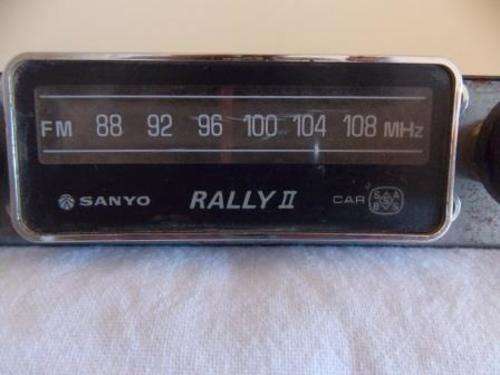 FM 88 92 96 100 104 108 MHz
SANYO RALLY II CAR